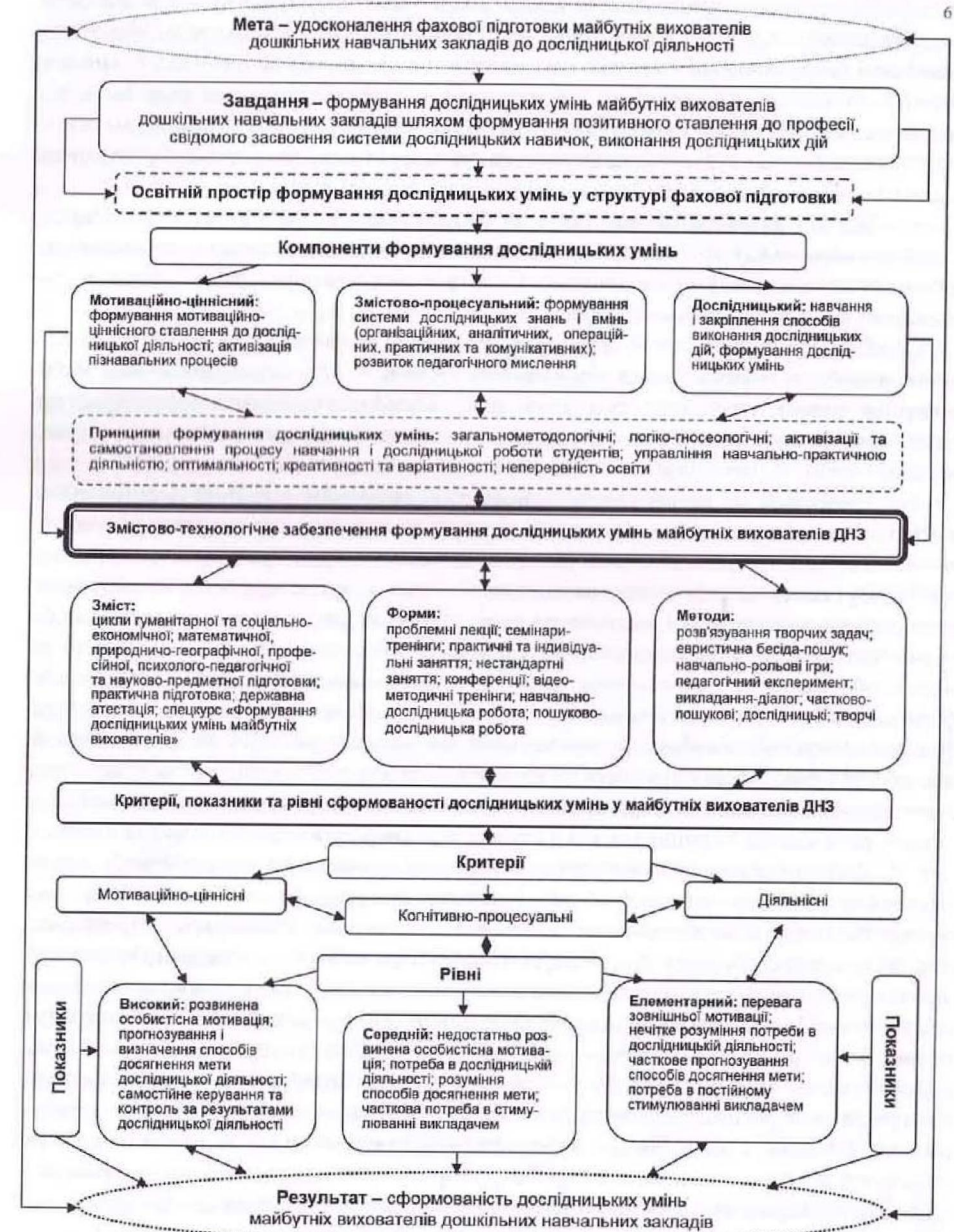 6
Мета – удосконалення фахової підготовки майбутніх вихователів
дошкільних навчальних закладів до дослідницької діяльності
Завдання – формування дослідницьких умінь майбутніх вихователів
дошкільних навчальних закладів шляхом формування позитивного ставлення до професії,
свідомого засвоєння системи дослідницьких навичок, виконання дослідницьких дій
Освітній простір формування дослідницьких умінь у структурі фахової підготовки
Компоненти формування дослідницьких умінь
Мотиваційно-ціннісний:
формування мотиваційно-
ціннісного ставлення до дослід-
ницької діяльності; активізація
пізнавальних процесів
Змістово-процесуальний: формування
системи дослідницьких знань і вмінь
(організаційних, аналітичних, операцій-
них, практичних та комунікативних);
розвиток педагогічного мислення
Дослідницький: навчання
і закріплення способів
виконання дослідницьких
дій; формування дослід-
ницьких умінь
Принципи формування дослідницьких умінь: загальнометодологічні; логіко-гносеологічні; активізації та
самостановлення процесу навчання і дослідницької роботи студентів; управління навчально-практичною
діяльністю; оптимальності; креативності та варіативності; неперервність освіти
Змістово-технологічне забезпечення формування дослідницьких умінь майбутніх вихователів ДНЗ
Зміст:
цикли гуманітарної та соціально-
економічної; математичної,
природничо-географічної, профе-
сійної, психолого-педагогічної
та науково-предметної підготовки;
практична підготовка; державна
атестація; спецкурс «Формування
дослідницьких умінь майбутніх
вихователів»
Форми:
проблемні лекції; семінари-
тренінги; практичні та індивіду-
альні заняття; нестандартні
заняття; конференції; відео-
методичні тренінги; навчально-
дослідницька робота; пошуково-
дослідницька робота
Методи:
розв'язування творчих задач;
евристична бесіда-пошук;
навчально-рольові ігри;
педагогічний експеримент;
викладання-діалог; частково-
пошукові; дослідницькі; творчі
Критерії, показники та рівні сформованості дослідницьких умінь у майбутніх вихователів ДНЗ
Критерії
Мотиваційно-ціннісні
Когнітивно-процесуальні
Діяльнісні
Рівні
Показники
Високий: розвинена
особистісна мотивація;
прогнозування і
визначення способів
досягнення мети
дослідницької діяльності;
самостійне керування та
контроль за результатами
дослідницької діяльності
Середній: недостатньо роз-
винена особистісна мотива-
ція; потреба в дослідницькій
діяльності; розуміння
способів досягнення мети;
часткова потреба в стиму-
люванні викладачем
Елементарний: перевага
зовнішньої мотивації;
нечітке розуміння потреби в
дослідницькій діяльності;
часткове прогнозування
способів досягнення мети;
потреба в постійному
стимулюванні викладачем
Показники
Результат – сформованість дослідницьких умінь
майбутніх вихователів дошкільних навчальних закладів